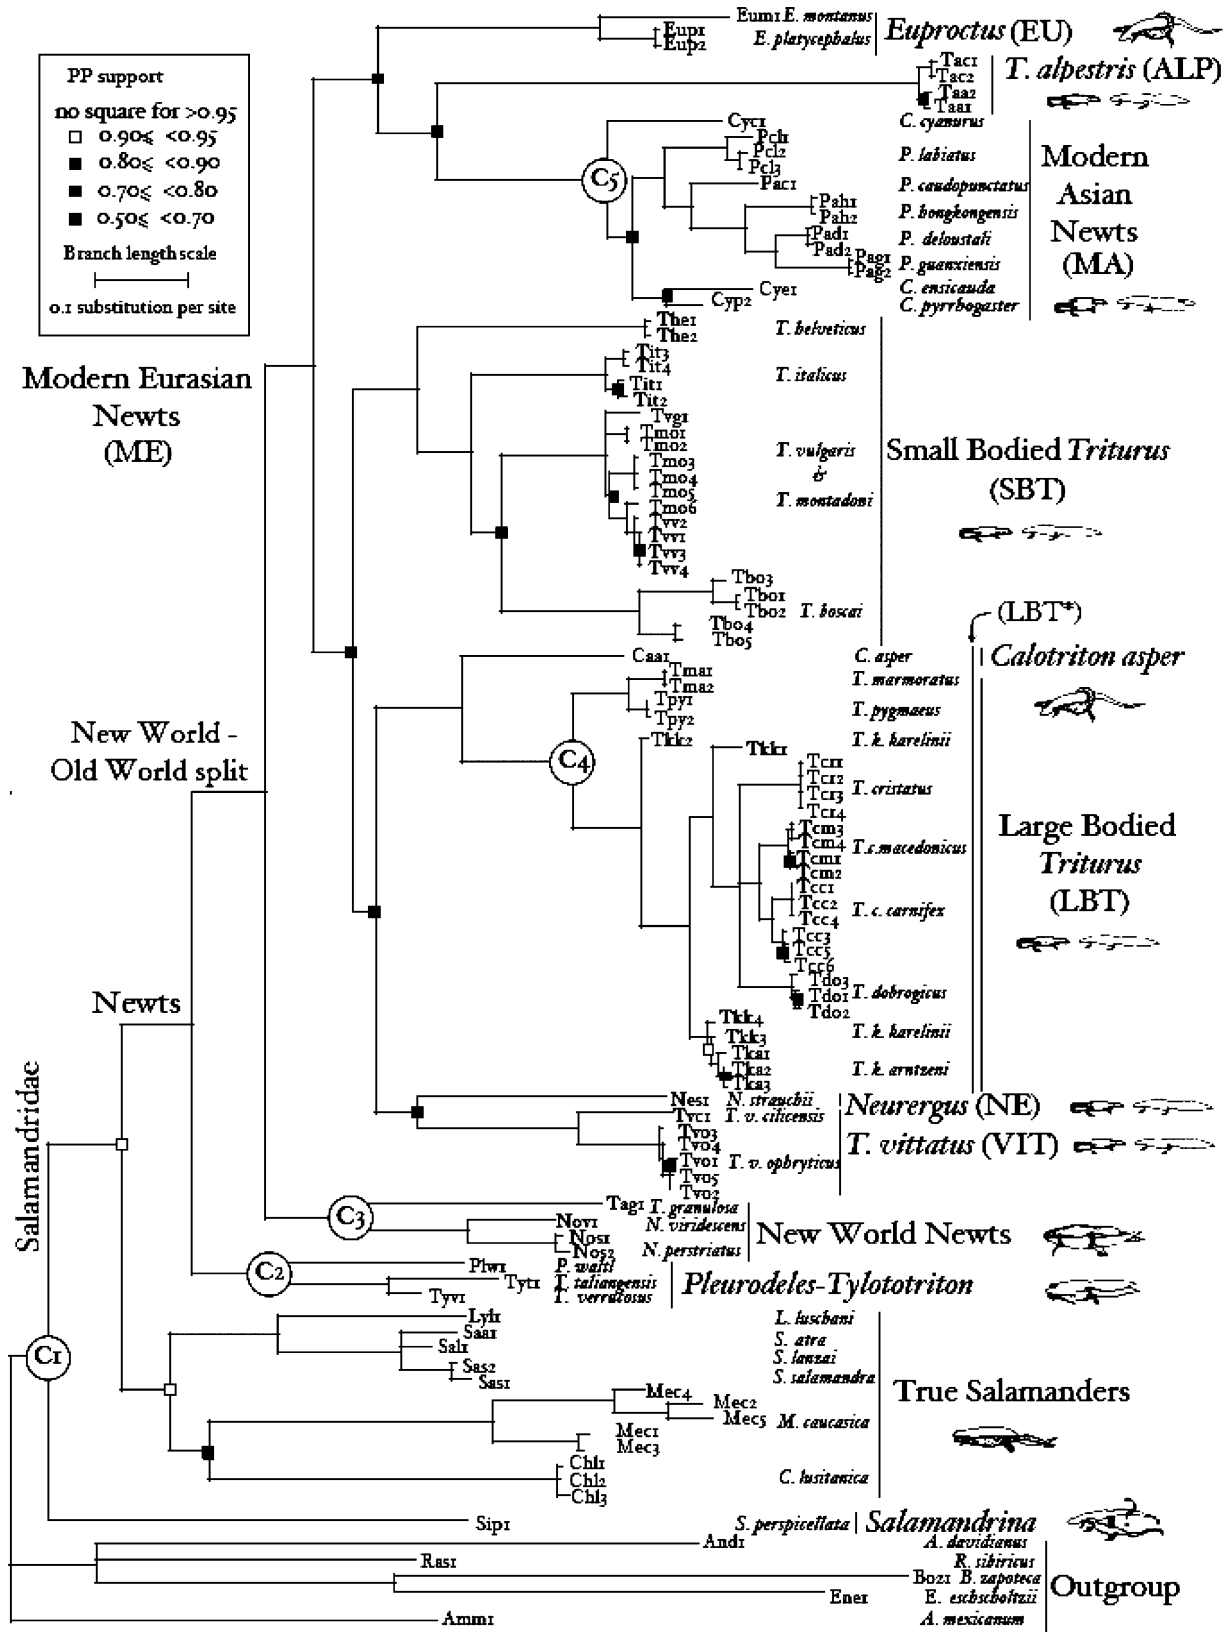 Eum1 E. montanus
Eup1
Eup2
E. platycephalus
Euproctus (EU)
PP support
no square for >0.95
0.90⩽ <0.95
0.80⩽ <0.90
0.70⩽ <0.80
0.50⩽ <0.70
Branch length scale
0.1 substitution per site
Tac1
Tac2
Taa2
Taa1
T. alpestris (ALP)
Cyc1
C. cyanurus
Pcl1
Pcl2
Pcl3
P. labiatus
Pac1
P. caudopunctatus
Pah1
Pah2
P. hongkongensis
Pad1
Pad2
P. deloustali
Pag1
Pag2
P. guanxiensis
Cye1
C. ensicauda
Cyp2
C. pyrrhogaster
C5
Modern
Asian
Newts
(MA)
Modern Eurasian
Newts
(ME)
The1
The2
T. helveticus
Tit3
Tit4
Tit1
Tit2
T. italicus
Tvg1
Tmo1
Tmo2
Tmo3
Tmo4
Tmo5
Tmo6
Tvv2
Tvv1
Tvv3
Tvv4
T. vulgaris
&
T. montadoni
Tbo3
Tbo1
Tbo2
Tbo4
Tbo5
T. boscai
Small Bodied Triturus
(SBT)
(LBT*)
Caa1
C. asper
Calotriton asper
Tma1
Tma2
T. marmoratus
Tpy1
Tpy2
T. pygmaeus
C4
Tkk2
T. k. karelinii
Tkk1
Tcr1
Tcr2
Tcr3
Tcr4
T. cristatus
Tcm3
Tcm4
Tcm1
Tcm2
T.c.macedonicus
Tcc1
Tcc2
Tcc4
Tcc3
Tcc5
Tcc6
T. c. carnifex
Tdo3
Tdo1
Tdo2
T. dobrogicus
Tkk4
Tkk3
T. k. karelinii
Tka1
Tka2
Tka3
T. k. arntzeni
Large Bodied
Triturus
(LBT)
New World -
Old World split
Newts
Salamandridae
Nes1
N. strauchii
Neurergus (NE)
Tvc1
T. v. cilicensis
Tvo3
Tvo4
Tvo1
Tvo5
Tvo2
T. v. ophryticus
T. vittatus (VIT)
C3
Tag1 T. granulosa
Nov1
N. viridescens
Nos1
Nos2
N. perstriatus
New World Newts
C2
Plw1
P. waltl
Tyt1
T. taliangensis
Tyv1
T. verrucosus
Pleurodeles-Tylototriton
C1
Lyl1
L. luschani
Saa1
S. atra
Sal1
S. lanzai
Sas2
Sas1
S. salamandra
Mec4
Mec2
Mec5
Mec1
Mec3
M. caucasica
Chl1
Chl2
Chl3
C. lusitanica
True Salamanders
Sip1
S. perspicellata
Salamandrina
And1
A. davidianus
Ras1
R. sibiricus
Boz1 B. zapoteca
Ene1
E. eschscholtzii
Amm1
A. mexicanum
Outgroup